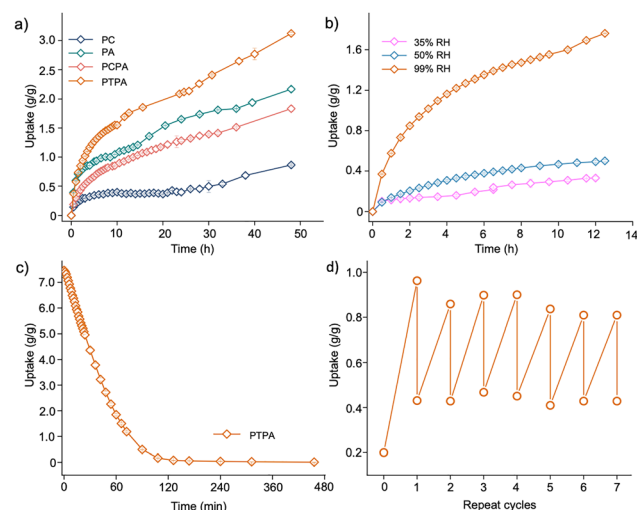 a)
Uptake (g/g)
3.0
2.5
2.0
1.5
1.0
0.5
0
PC
PA
PCPA
PTPA
0 10 20 30 40 50
Time (h)
b)
Uptake (g/g)
1.6
1.2
0.8
0.4
0
35% RH
50% RH
99% RH
0 2 4 6 8 10 12 14
Time (h)
c)
Uptake (g/g)
7.0
6.0
5.0
4.0
3.0
2.0
1.0
0
PTPA
0 60 120 240 360 480
Time (min)
d)
Uptake (g/g)
1.0
0.8
0.6
0.4
0.2
0 1 2 3 4 5 6 7
Repeat cycles